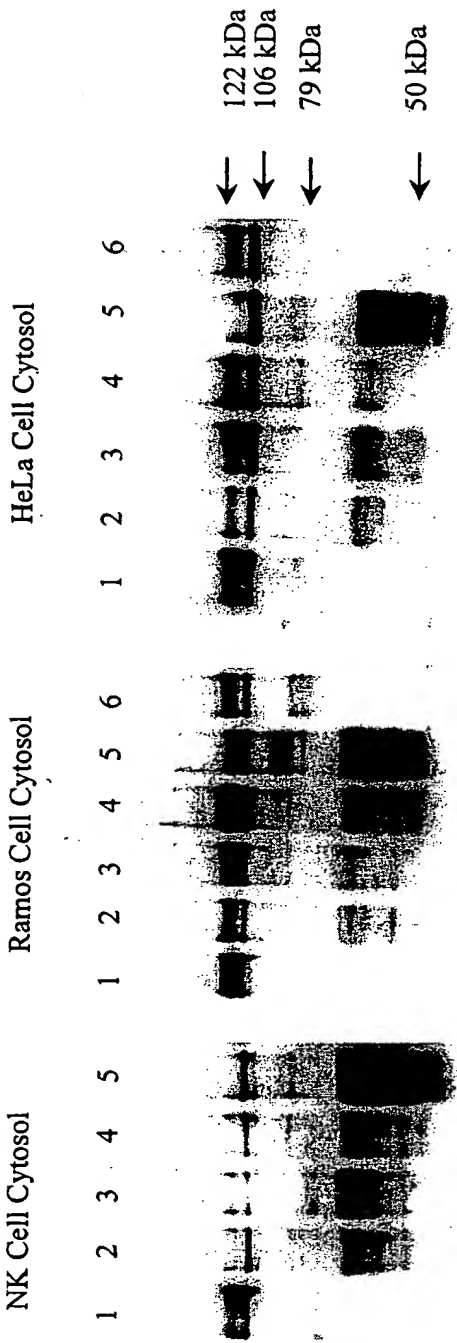 NK Cell Cytosol
1 2 3 4 5
Ramos Cell Cytosol
1 2 3 4 5 6
HeLa Cell Cytosol
1 2 3 4 5 6
122 kDa
106 kDa
79 kDa
50 kDa